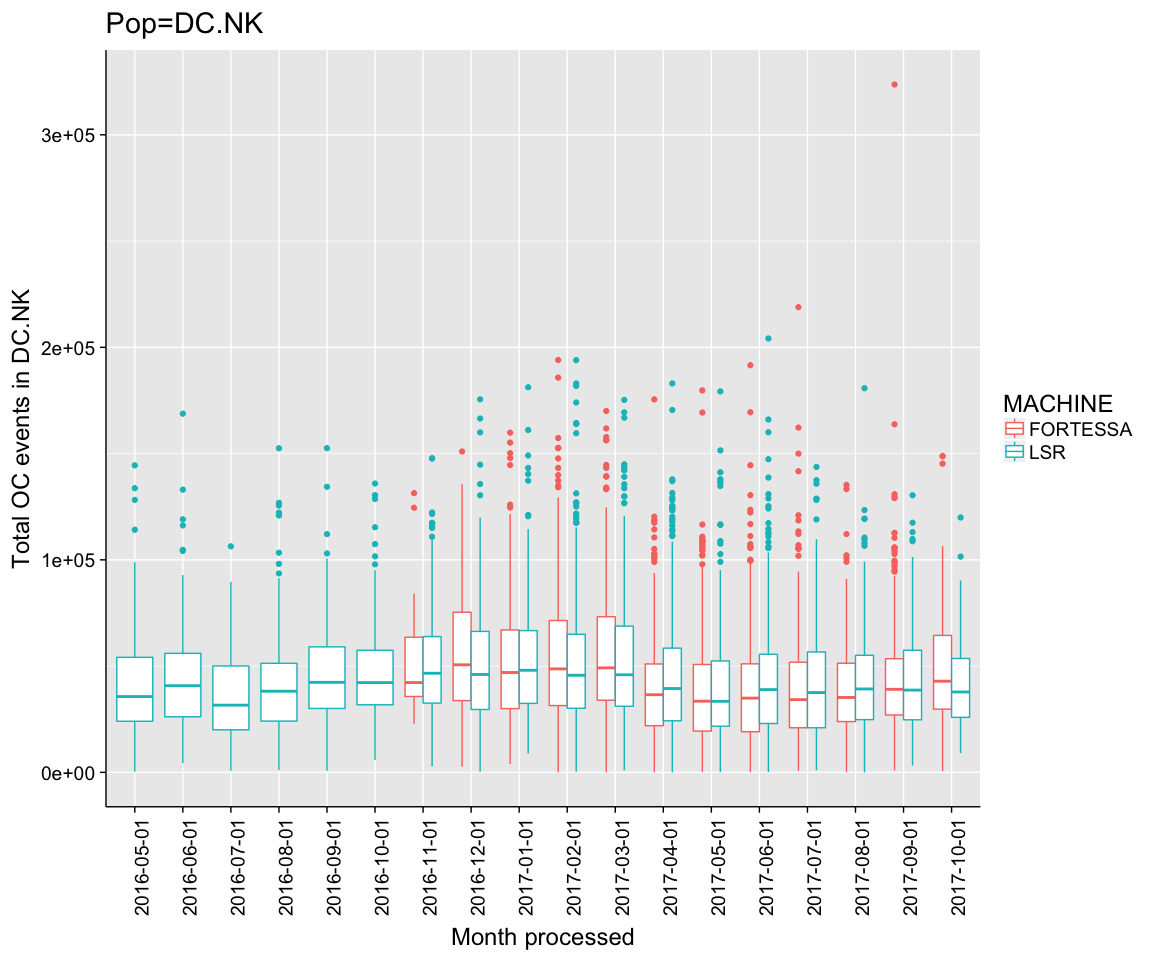 Pop=DC.NK
Total OC events in DC.NK
3e+05
2e+05
1e+05
0e+00
2016-05-01
2016-06-01
2016-07-01
2016-08-01
2016-09-01
2016-10-01
2016-11-01
2016-12-01
2017-01-01
2017-02-01
2017-03-01
2017-04-01
2017-05-01
2017-06-01
2017-07-01
2017-08-01
2017-09-01
2017-10-01
Month processed
MACHINE
FORTESSA
LSR